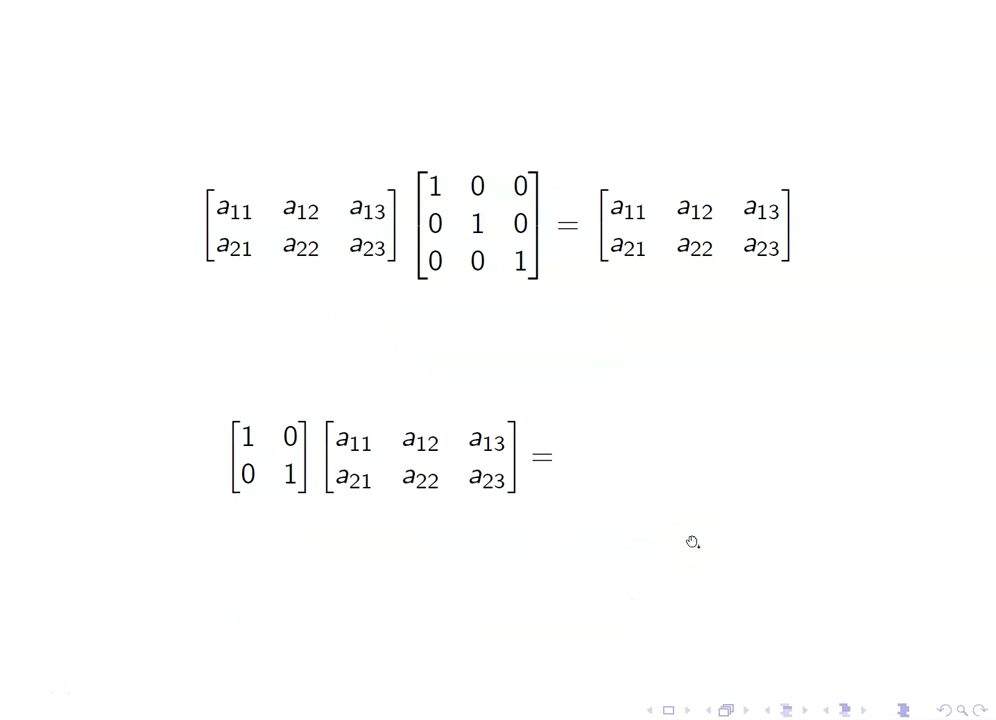 [a11 a12 a13; a21 a22 a23] [1 0 0; 0 1 0; 0 0 1] = [a11 a12 a13; a21 a22 a23]
[1 0; 0 1] [a11 a12 a13; a21 a22 a23] =